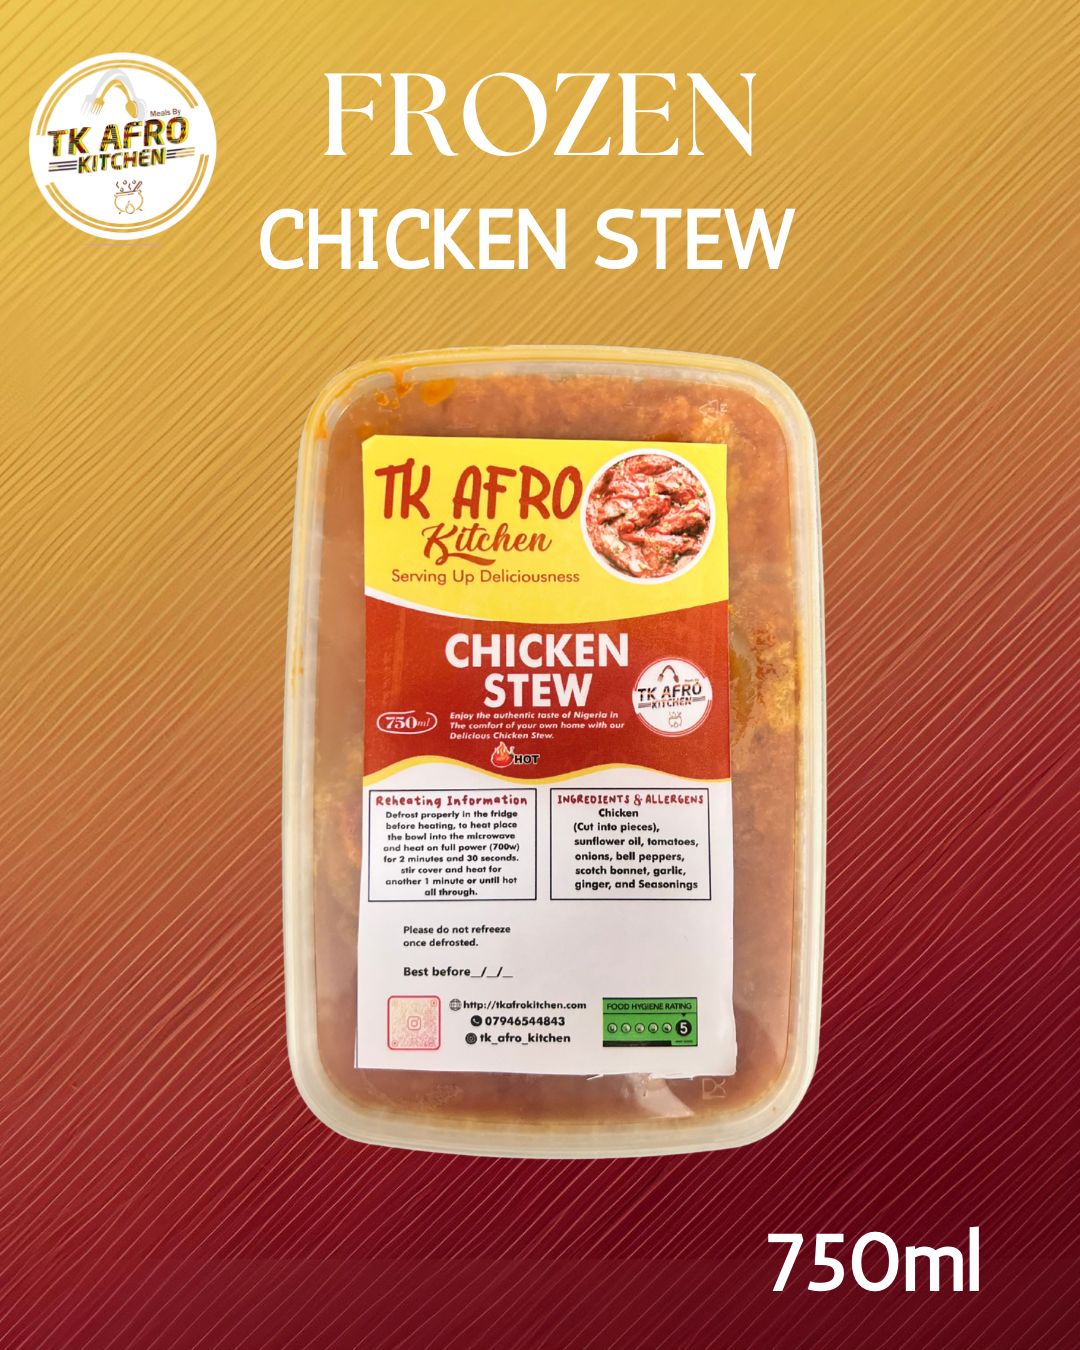 Meals By
TK AFRO
KITCHEN
FROZEN
CHICKEN STEW
TK AFRO
Kitchen
Serving Up Deliciousness
CHICKEN
STEW
750ml
Enjoy the authentic taste of Nigeria in
The comfort of your own home with our
Delicious Chicken Stew.
HOT
Meals By
TK AFRO
KITCHEN
Reheating Information
Defrost properly in the fridge
before heating, to heat place
the bowl into the microwave
and heat on full power (700w)
for 2 minutes and 30 seconds.
stir cover and heat for
another 1 minute or until hot
all through.
INGREDIENTS & ALLERGENS
Chicken
(Cut into pieces),
sunflower oil, tomatoes,
onions, bell peppers,
scotch bonnet, garlic,
ginger, and Seasonings
Please do not refreeze
once defrosted.
Best before__/__/__
http://tkafrokitchen.com
07946544843
tk_afro_kitchen
FOOD HYGIENE RATING
5
750ml